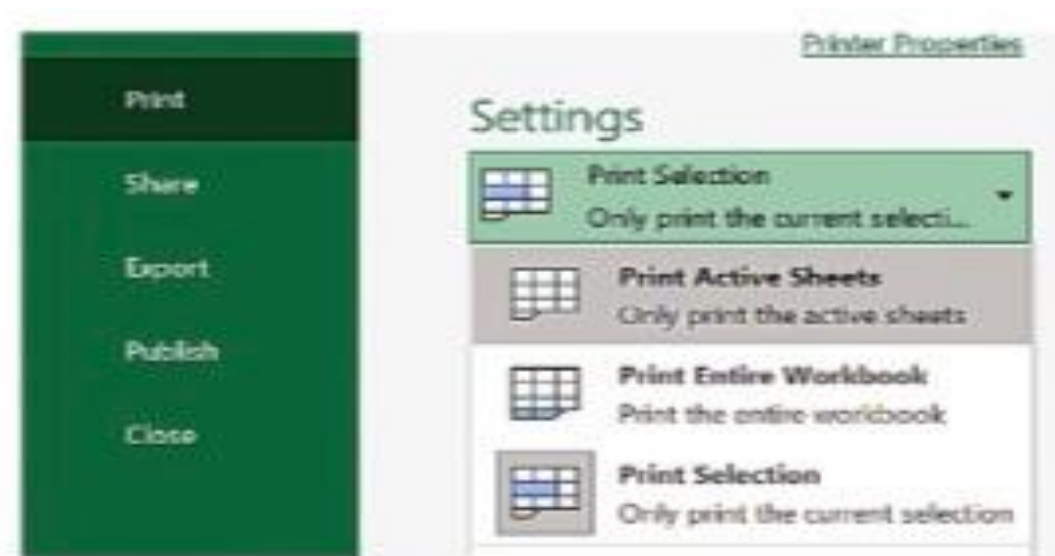 Print
Share
Export
Publish
Close
Printer Properties
Settings
Print Selection
Only print the current selecti...
Print Active Sheets
Only print the active sheets
Print Entire Workbook
Print the entire workbook
Print Selection
Only print the current selection